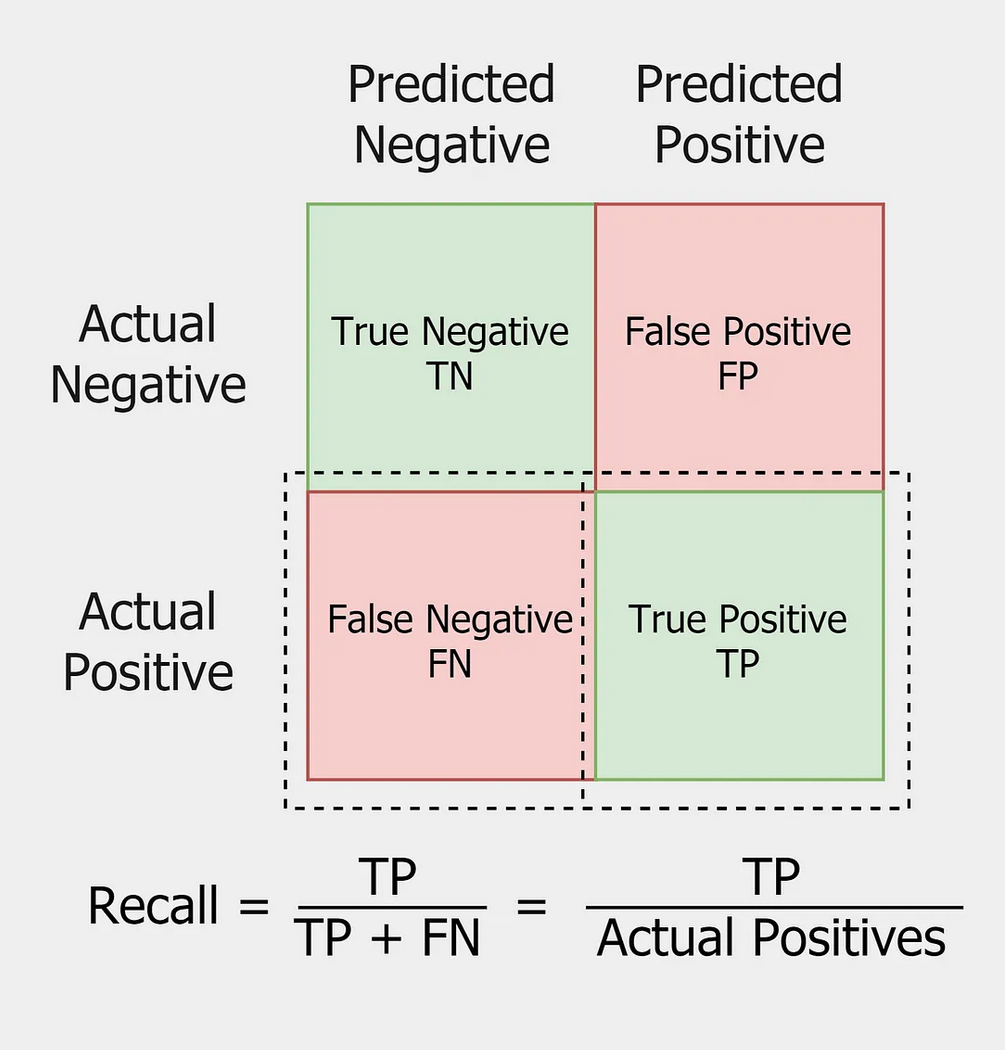 Predicted
Negative
Predicted
Positive
Actual
Negative
True Negative
TN
False Positive
FP
Actual
Positive
False Negative
FN
True Positive
TP
Recall = TP / TP + FN = TP / Actual Positives